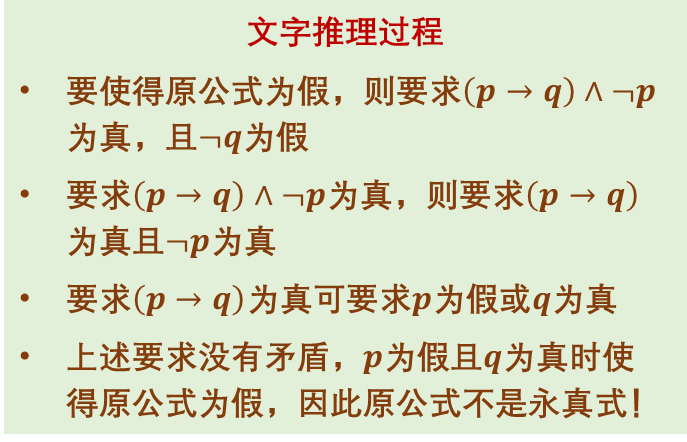 文字推理过程
• 要使得原公式为假，则要求(p → q) ∧ ¬p
为真，且¬q为假
• 要求(p → q) ∧ ¬p为真，则要求(p → q)
为真且¬p为真
• 要求(p → q)为真可要求p为假或q为真
• 上述要求没有矛盾，p为假且q为真时使
得原公式为假，因此原公式不是永真式！